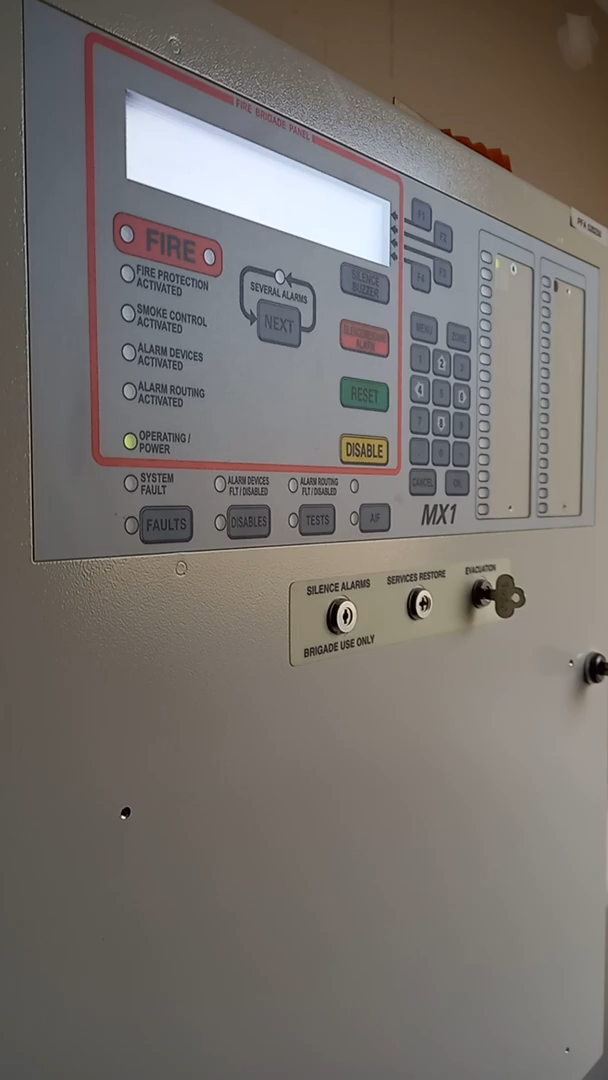 FIRE BRIGADE PANEL
FIRE
FIRE PROTECTION
ACTIVATED
SMOKE CONTROL
ACTIVATED
ALARM DEVICES
ACTIVATED
ALARM ROUTING
ACTIVATED
OPERATING /
POWER
SEVERAL ALARMS
NEXT
SILENCE
BUZZER
ALARM
RESET
DISABLE
SYSTEM
FAULT
FAULTS
ALARM DEVICES
FLT / DISABLED
DISABLES
ALARM ROUTING
FLT / DISABLED
TESTS
AIF
F1
F2
F3
F4
MENU
1
2
3
4
5
6
7
8
9
0
CANCEL
MX1
SILENCE ALARMS
BRIGADE USE ONLY
SERVICES RESTORE
EVACUATION